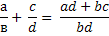 а/в + c/d = (ad + bc)/bd